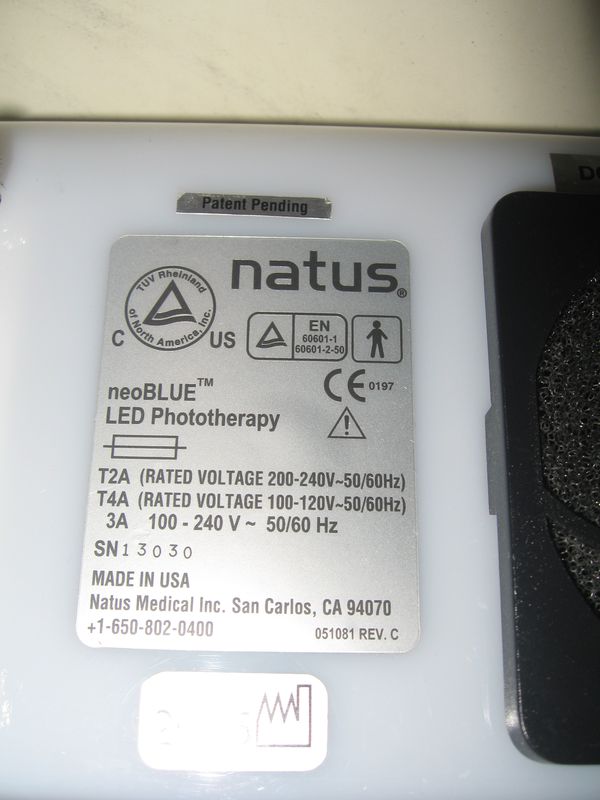 Patent Pending
natus®
TUV Rheinland
of North America, Inc.
C US
EN
60601-1
60601-2-50
neoBLUE™
CE 0197
LED Phototherapy
T2A (RATED VOLTAGE 200-240V~50/60Hz)
T4A (RATED VOLTAGE 100-120V~50/60Hz)
3A 100 - 240 V ~ 50/60 Hz
SN 13030
MADE IN USA
Natus Medical Inc. San Carlos, CA 94070
+1-650-802-0400
051081 REV. C